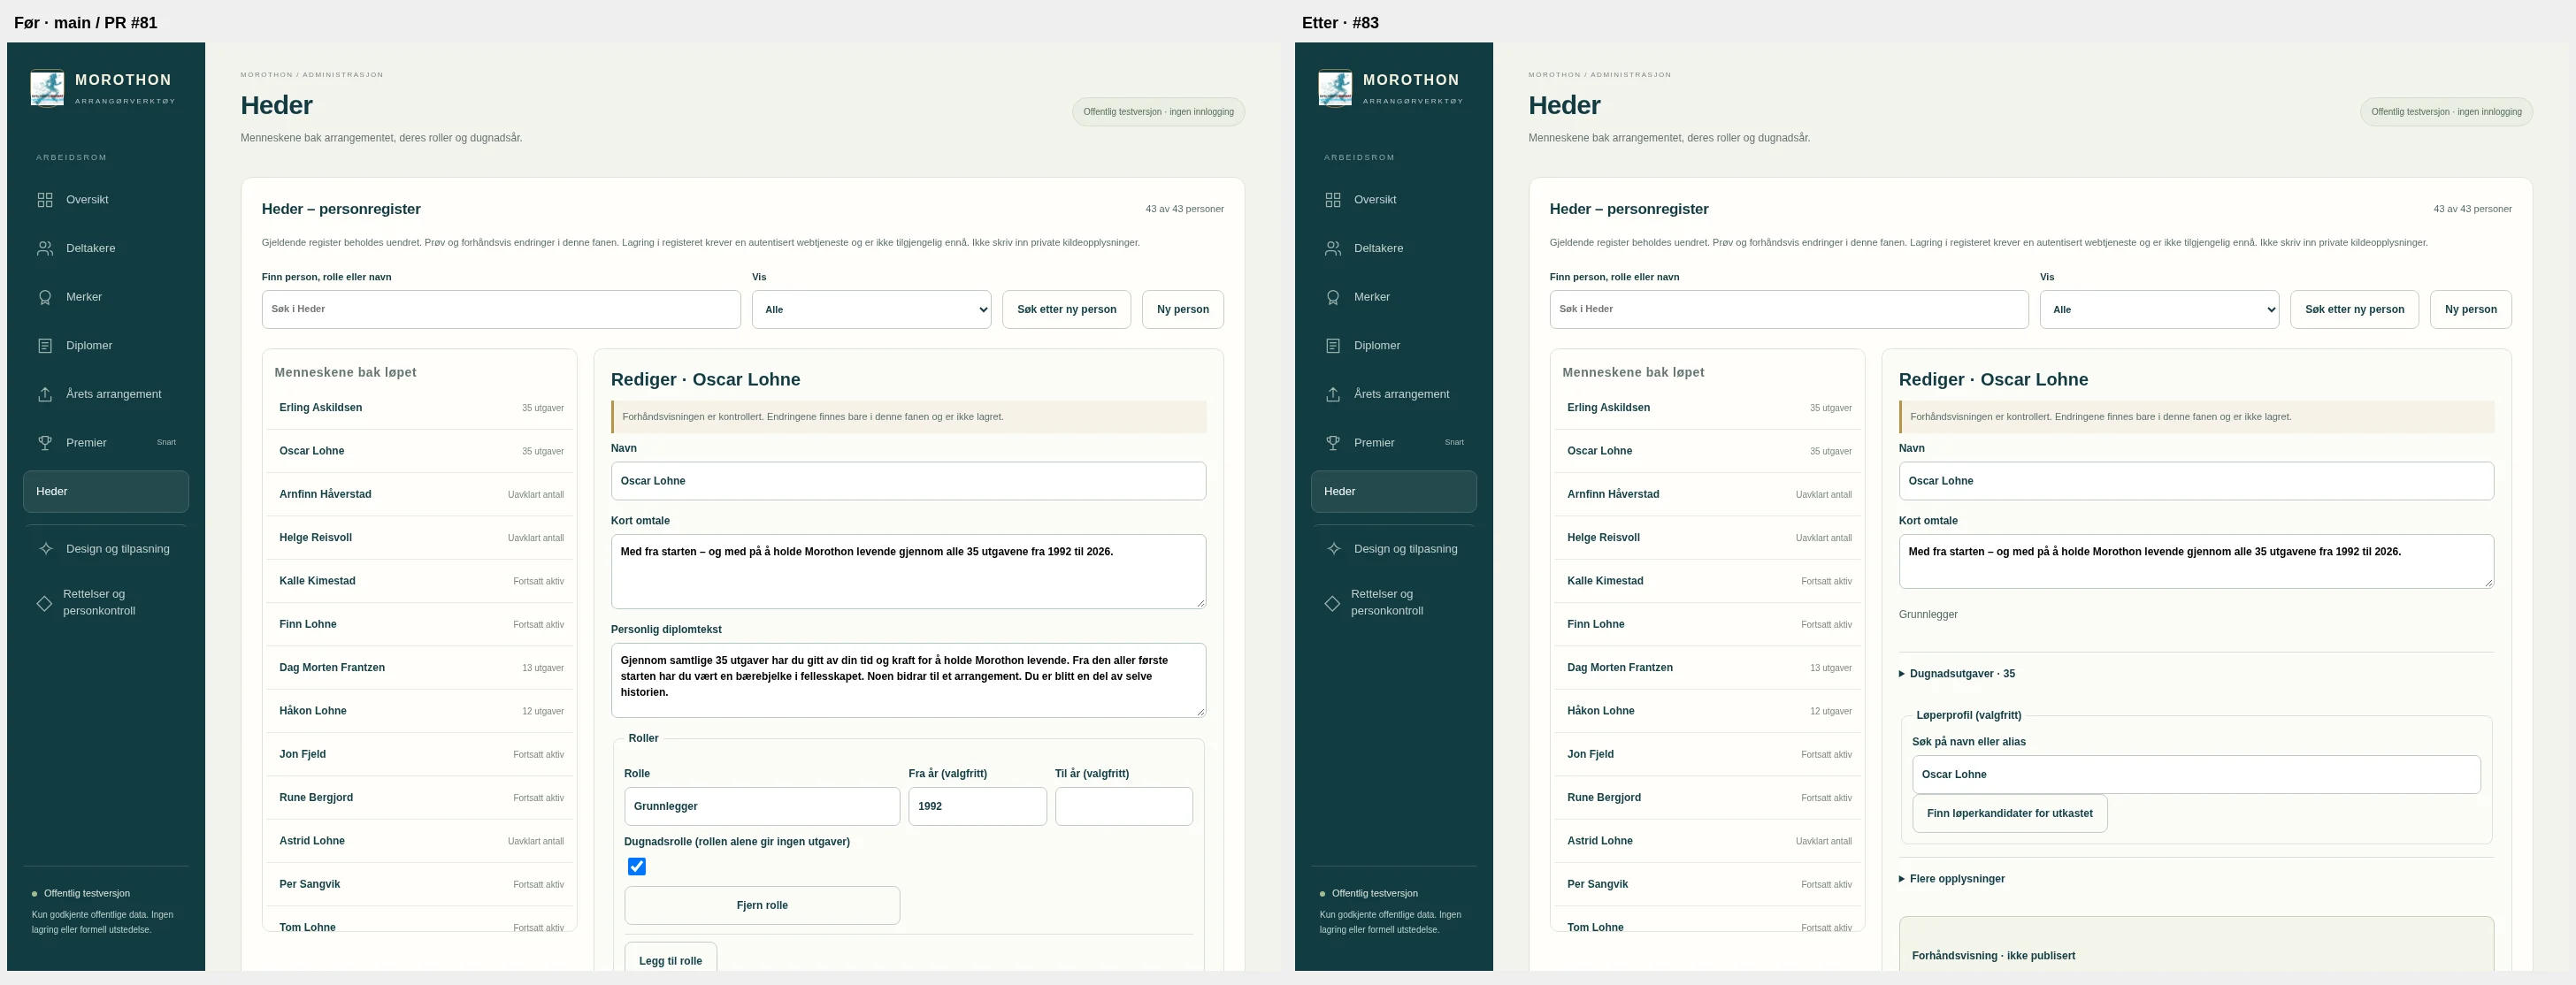 Før · main / PR #81
MOROTHON
ARRANGØRVERKTØY
ARBEIDSROM
Oversikt
Deltakere
Merker
Diplomer
Årets arrangement
Premier Snart
Heder
Design og tilpasning
Rettelser og
personkontroll
Offentlig testversjon
Kun godkjente offentlige data. Ingen
lagring eller formell utstedelse.
MOROTHON / ADMINISTRASJON
Heder
Menneskene bak arrangementet, deres roller og dugnadsår.
Offentlig testversjon · ingen innlogging
Heder – personregister
43 av 43 personer
Gjeldende register beholdes uendret. Prøv og forhåndsvis endringer i denne fanen. Lagring i registeret krever en autentisert webtjeneste og er ikke tilgjengelig ennå. Ikke skriv inn private kildeopplysninger.
Finn person, rolle eller navn
Søk i Heder
Vis
Alle
Søk etter ny person
Ny person
Menneskene bak løpet
Erling Askildsen 35 utgaver
Oscar Lohne 35 utgaver
Arnfinn Håverstad Uavklart antall
Helge Reisvoll Uavklart antall
Kalle Kimestad Fortsatt aktiv
Finn Lohne Fortsatt aktiv
Dag Morten Frantzen 13 utgaver
Håkon Lohne 12 utgaver
Jon Fjeld Fortsatt aktiv
Rune Bergjord Fortsatt aktiv
Astrid Lohne Uavklart antall
Per Sangvik Fortsatt aktiv
Tom Lohne Fortsatt aktiv
Rediger · Oscar Lohne
Forhåndsvisningen er kontrollert. Endringene finnes bare i denne fanen og er ikke lagret.
Navn
Oscar Lohne
Kort omtale
Med fra starten – og med på å holde Morothon levende gjennom alle 35 utgavene fra 1992 til 2026.
Personlig diplomtekst
Gjennom samtlige 35 utgaver har du gitt av din tid og kraft for å holde Morothon levende. Fra den aller første
starten har du vært en bærebjelke i fellesskapet. Noen bidrar til et arrangement. Du er blitt en del av selve
historien.
Roller
Rolle
Grunnlegger
Fra år (valgfritt)
1992
Til år (valgfritt)
Dugnadsrolle (rollen alene gir ingen utgaver)
Fjern rolle
Legg til rolle
Etter · #83
MOROTHON
ARRANGØRVERKTØY
ARBEIDSROM
Oversikt
Deltakere
Merker
Diplomer
Årets arrangement
Premier Snart
Heder
Design og tilpasning
Rettelser og
personkontroll
Offentlig testversjon
Kun godkjente offentlige data. Ingen
lagring eller formell utstedelse.
MOROTHON / ADMINISTRASJON
Heder
Menneskene bak arrangementet, deres roller og dugnadsår.
Offentlig testversjon · ingen innlogging
Heder – personregister
43 av 43 personer
Gjeldende register beholdes uendret. Prøv og forhåndsvis endringer i denne fanen. Lagring i registeret krever en autentisert webtjeneste og er ikke tilgjengelig ennå. Ikke skriv inn private kildeopplysninger.
Finn person, rolle eller navn
Søk i Heder
Vis
Alle
Søk etter ny person
Ny person
Menneskene bak løpet
Erling Askildsen 35 utgaver
Oscar Lohne 35 utgaver
Arnfinn Håverstad Uavklart antall
Helge Reisvoll Uavklart antall
Kalle Kimestad Fortsatt aktiv
Finn Lohne Fortsatt aktiv
Dag Morten Frantzen 13 utgaver
Håkon Lohne 12 utgaver
Jon Fjeld Fortsatt aktiv
Rune Bergjord Fortsatt aktiv
Astrid Lohne Uavklart antall
Per Sangvik Fortsatt aktiv
Tom Lohne Fortsatt aktiv
Rediger · Oscar Lohne
Forhåndsvisningen er kontrollert. Endringene finnes bare i denne fanen og er ikke lagret.
Navn
Oscar Lohne
Kort omtale
Med fra starten – og med på å holde Morothon levende gjennom alle 35 utgavene fra 1992 til 2026.
Grunnlegger
Dugnadsutgaver · 35
Løperprofil (valgfritt)
Søk på navn eller alias
Oscar Lohne
Finn løperkandidater for utkastet
Flere opplysninger
Forhåndsvisning · ikke publisert